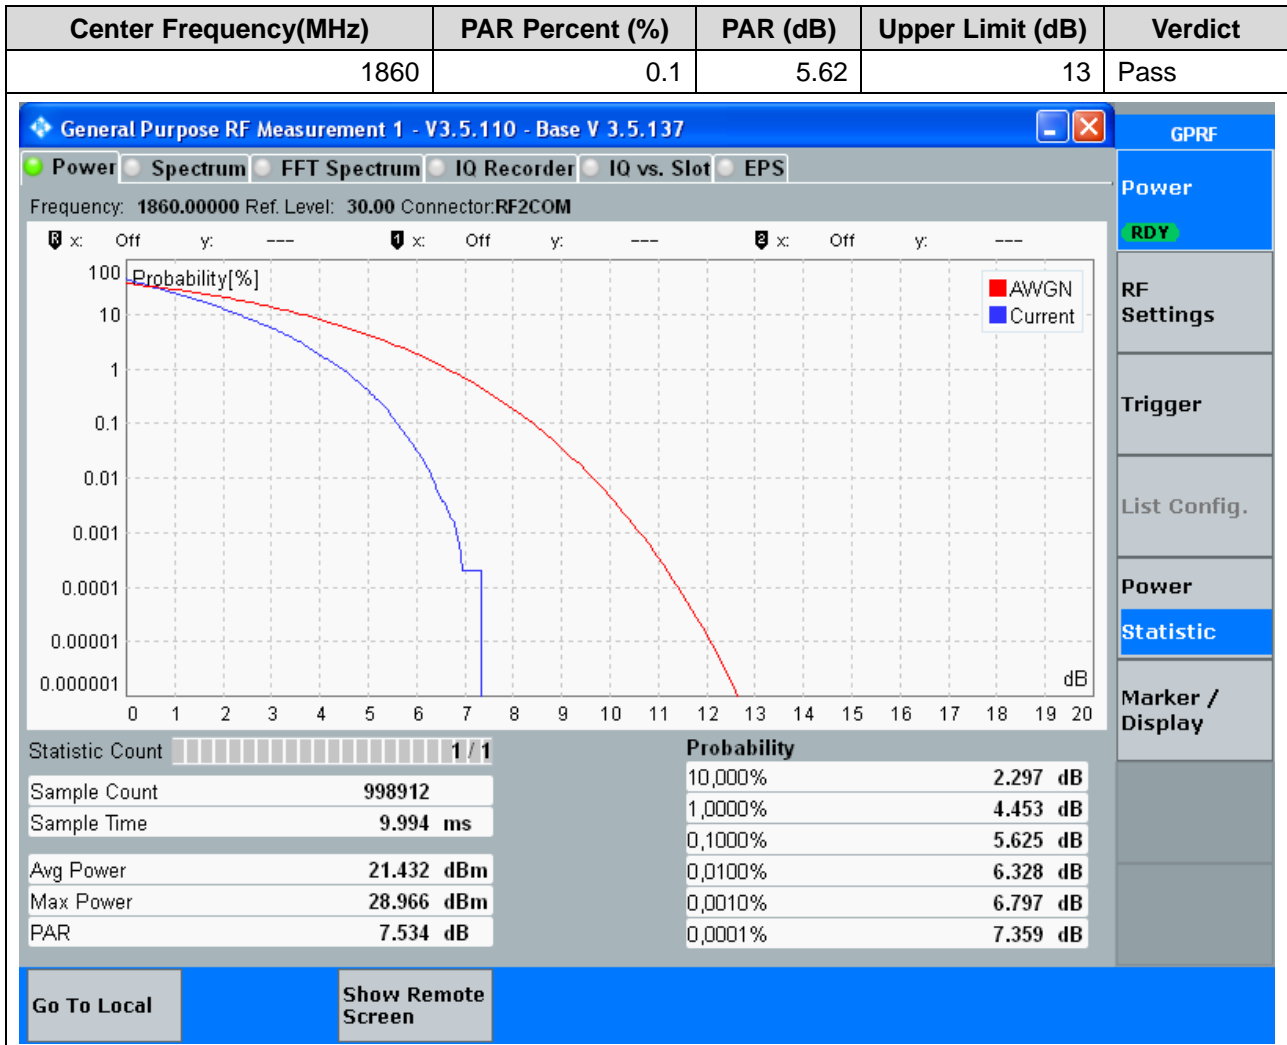 Center Frequency(MHz) PAR Percent (%) PAR (dB) Upper Limit (dB) Verdict
1860 0.1 5.62 13 Pass
General Purpose RF Measurement 1 - V3.5.110 - Base V 3.5.137
GPRF
Power Spectrum FFT Spectrum IQ Recorder IQ vs. Slot EPS
Power
RDY
Frequency: 1860.00000 Ref. Level: 30.00 Connector:RF2COM
R x: Off y: --- 1 x: Off y: --- 2 x: Off y: ---
Probability[%]
AWGN
Current
100
10
1
0.1
0.01
0.001
0.0001
0.00001
0.000001
dB
0 1 2 3 4 5 6 7 8 9 10 11 12 13 14 15 16 17 18 19 20
RF
Settings
Trigger
List Config.
Power
Statistic
Marker /
Display
Statistic Count 1 / 1
Sample Count 998912
Sample Time 9.994 ms
Avg Power 21.432 dBm
Max Power 28.966 dBm
PAR 7.534 dB
Probability
10,000% 2.297 dB
1,0000% 4.453 dB
0,1000% 5.625 dB
0,0100% 6.328 dB
0,0010% 6.797 dB
0,0001% 7.359 dB
Go To Local
Show Remote
Screen